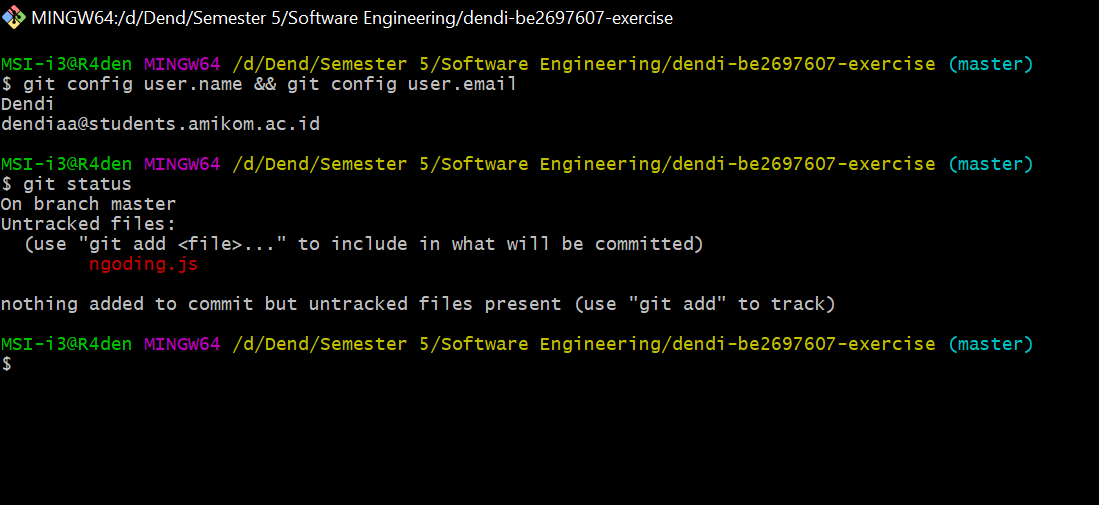 MINGW64:/d/Dend/Semester 5/Software Engineering/dendi-be2697607-exercise
MSI-i3@R4den MINGW64 /d/Dend/Semester 5/Software Engineering/dendi-be2697607-exercise (master)
$ git config user.name && git config user.email
Dendi
dendiaa@students.amikom.ac.id
MSI-i3@R4den MINGW64 /d/Dend/Semester 5/Software Engineering/dendi-be2697607-exercise (master)
$ git status
On branch master
Untracked files:
  (use "git add <file>..." to include in what will be committed)
        ngoding.js
nothing added to commit but untracked files present (use "git add" to track)
MSI-i3@R4den MINGW64 /d/Dend/Semester 5/Software Engineering/dendi-be2697607-exercise (master)
$